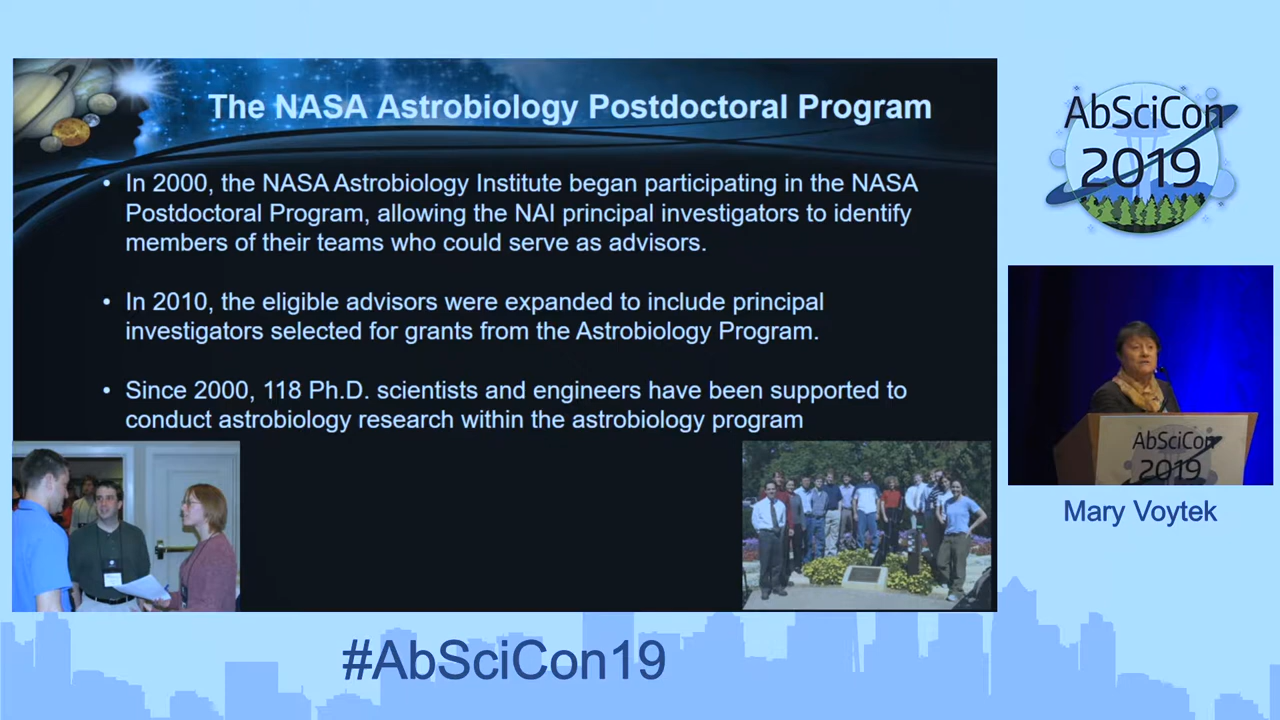 The NASA Astrobiology Postdoctoral Program
• In 2000, the NASA Astrobiology Institute began participating in the NASA
Postdoctoral Program, allowing the NAI principal investigators to identify
members of their teams who could serve as advisors.
• In 2010, the eligible advisors were expanded to include principal
investigators selected for grants from the Astrobiology Program.
• Since 2000, 118 Ph.D. scientists and engineers have been supported to
conduct astrobiology research within the astrobiology program
AbSciCon
2019
AbSciCon
2019
Mary Voytek
#AbSciCon19